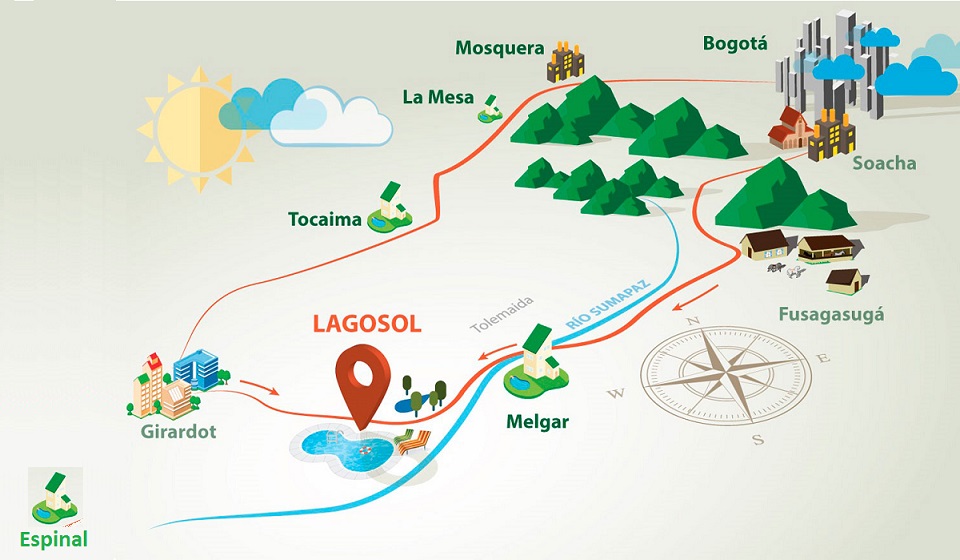 Mosquera
Bogotá
La Mesa
Soacha
Tocaima
Tolemaida
RÍO SUMAPAZ
LAGOSOL
Fusagasugá
N
E
W
S
Melgar
Girardot
Espinal